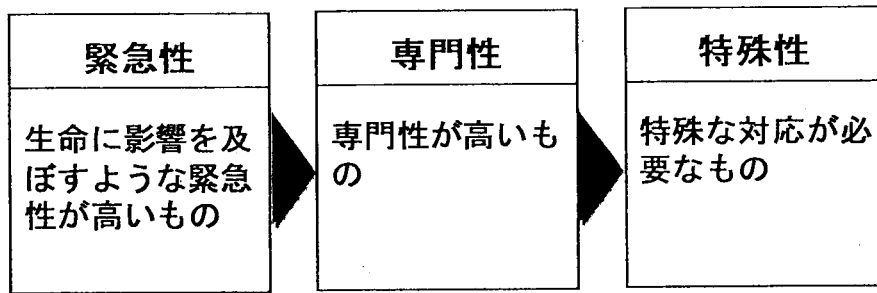 緊急性
生命に影響を及
ぼすような緊急
性が高いもの
専門性
専門性が高いも
の
特殊性
特殊な対応が必
要なもの